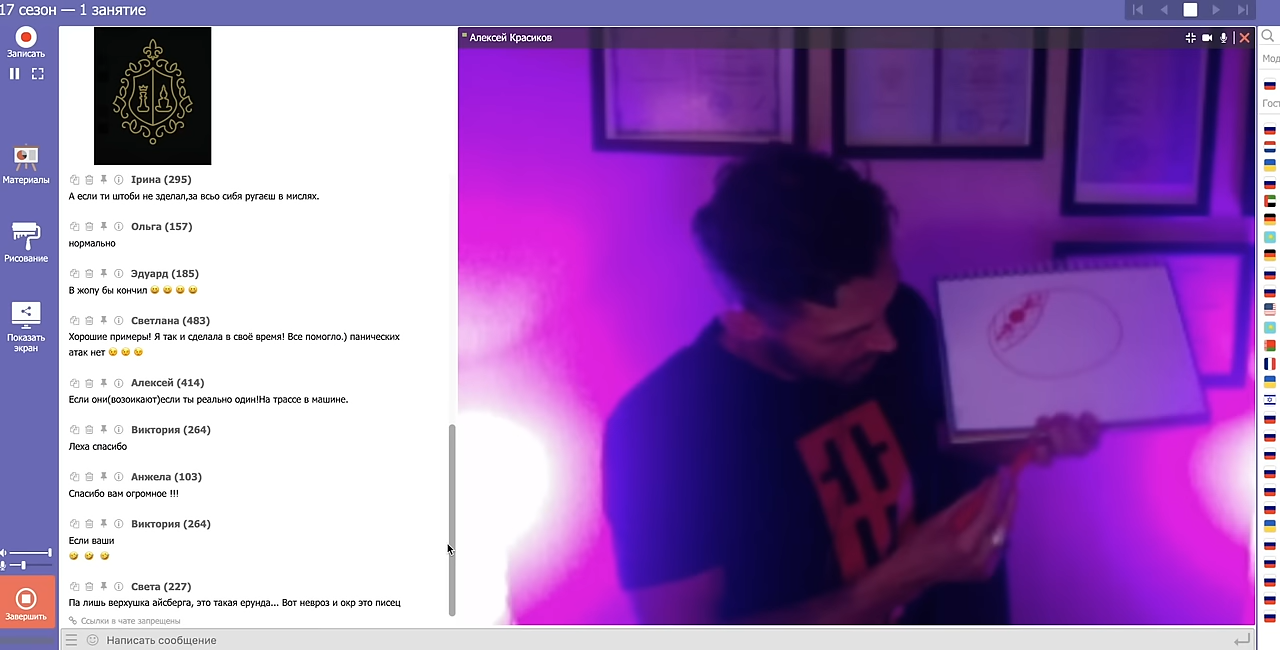 17 сезон — 1 занятие
Записать
Материалы
Рисование
Показать
экран
Завершить
Ірина (295)
А если ти штоби не зделал,за всьо сибя ругаєш в мислях.
Ольга (157)
нормально
Эдуард (185)
В жопу бы кончил
Светлана (483)
Хорошие примеры! Я так и сделала в своё время! Все помогло.) панических
атак нет
Алексей (414)
Если они(возоикают)если ты реально один!На трассе в машине.
Виктория (264)
Леха спасибо
Анжела (103)
Спасибо вам огромное !!!
Виктория (264)
Если ваши
Света (227)
Па лишь верхушка айсберга, это такая ерунда... Вот невроз и окр это писец
Ссылки в чате запрещены
Написать сообщение
Алексей Красиков
Мод
Гост